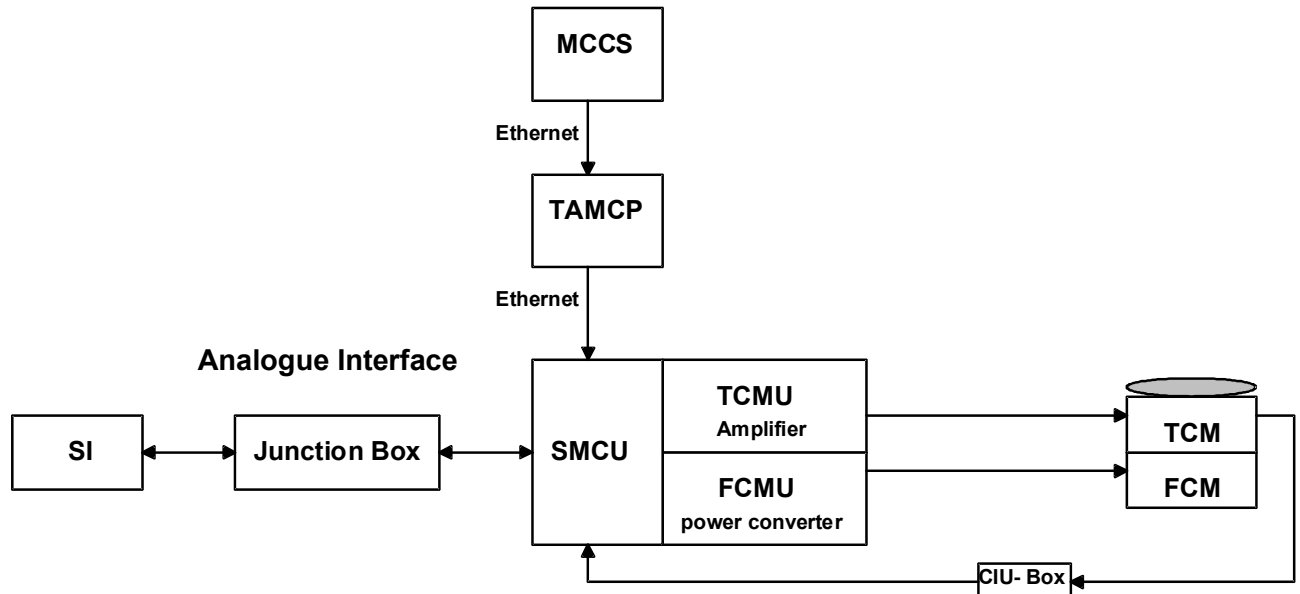 MCCS
Ethernet
TAMCP
Ethernet
Analogue Interface
SI
Junction Box
SMCU
TCMU
Amplifier
FCMU
power converter
TCM
FCM
CIU- Box